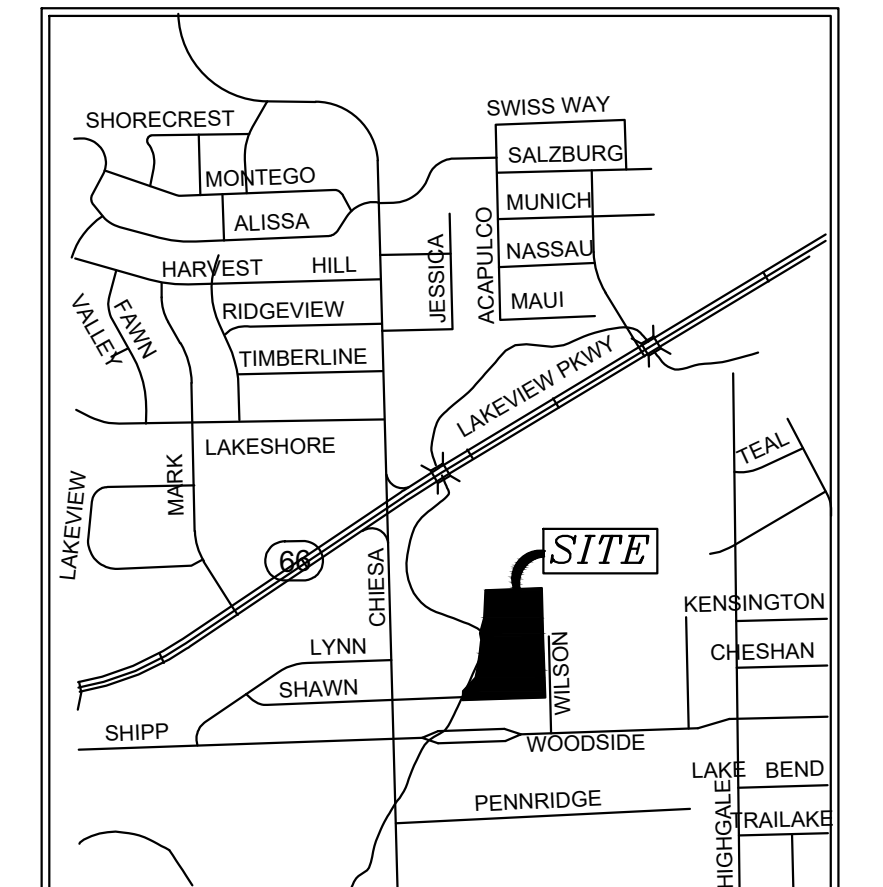 SWISS WAY
SHORECREST
SALZBURG
MONTEGO
MUNICH
ALISSA
ACAPULCO
JESSICA
NASSAU
HARVEST HILL
MAUI
RIDGEVIEW
VALLEY
FAWN
TIMBERLINE
LAKEVIEW PKWY
LAKESHORE
TEAL
MARK
LAKEVIEW
66
SITE
CHIESA
KENSINGTON
LYNN
CHESHAN
WILSON
SHAWN
SHIPP
WOODSIDE
LAKE BEND
PENNRIDGE
HIGHGALE
TRAILAKE